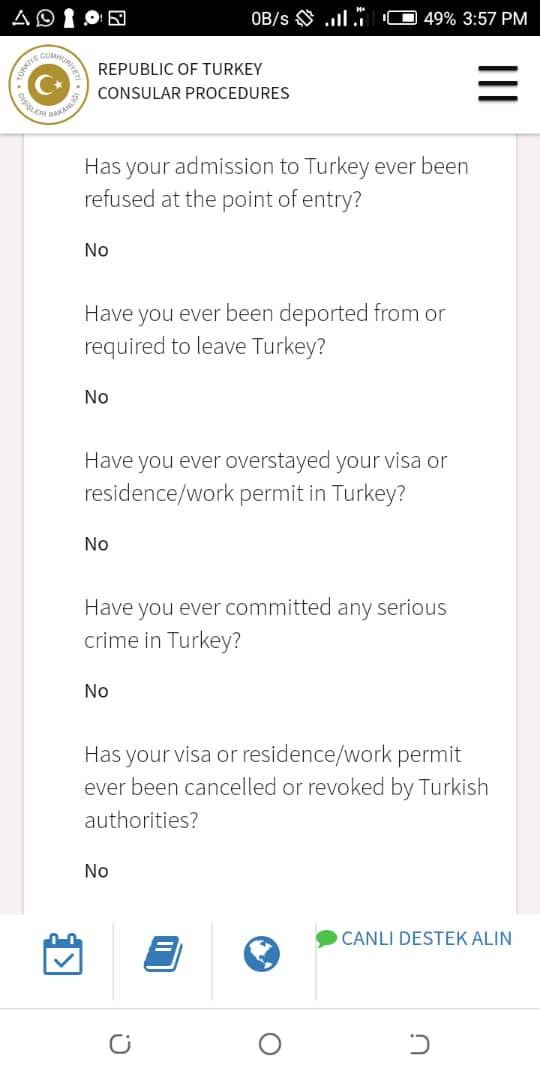 0B/s 49% 3:57 PM
TÜRKİYE CUMHURİYETİ
DIŞİŞLERİ BAKANLIĞI
REPUBLIC OF TURKEY
CONSULAR PROCEDURES
Has your admission to Turkey ever been
refused at the point of entry?
No
Have you ever been deported from or
required to leave Turkey?
No
Have you ever overstayed your visa or
residence/work permit in Turkey?
No
Have you ever committed any serious
crime in Turkey?
No
Has your visa or residence/work permit
ever been cancelled or revoked by Turkish
authorities?
No
CANLI DESTEK ALIN